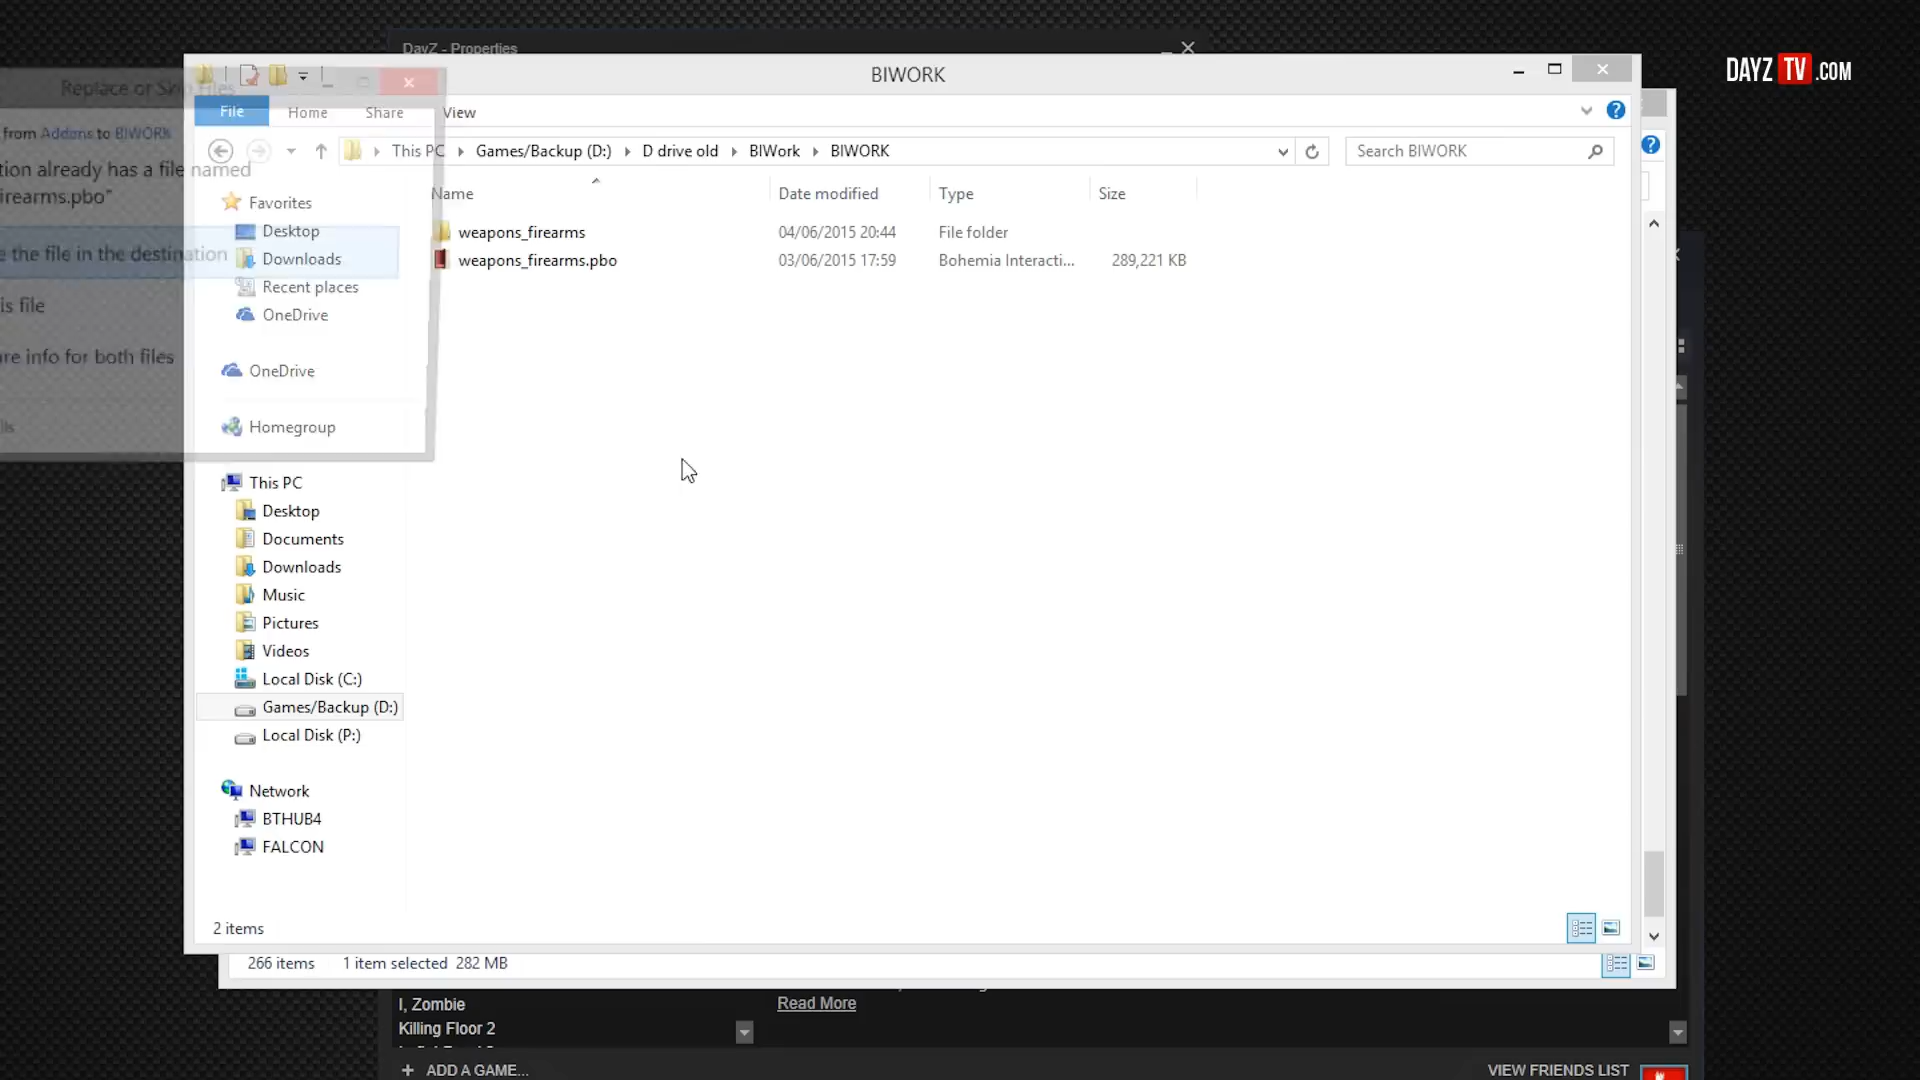 DayZ - Properties
BIWORK
DAYZ TV .COM
Replace or Skip Files
File Home Share View
from Addons to BIWORK
This PC Games/Backup (D:) D drive old BIWork BIWORK
Search BIWORK
tion already has a file named
irearms.pbo"
Name Date modified Type Size
Favorites
Desktop
weapons_firearms 04/06/2015 20:44 File folder
e the file in the destination
Downloads
weapons_firearms.pbo 03/06/2015 17:59 Bohemia Interacti... 289,221 KB
Recent places
is file
OneDrive
re info for both files
OneDrive
ils
Homegroup
This PC
Desktop
Documents
Downloads
Music
Pictures
Videos
Local Disk (C:)
Games/Backup (D:)
Local Disk (P:)
Network
BTHUB4
FALCON
2 items
266 items 1 item selected 282 MB
I, Zombie
Read More
Killing Floor 2
+ ADD A GAME...
VIEW FRIENDS LIST